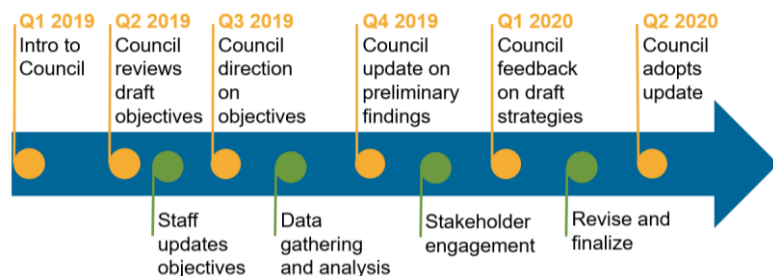 Q1 2019
Intro to
Council
Q2 2019
Council
reviews
draft
objectives
Q3 2019
Council
direction
on
objectives
Q4 2019
Council
update on
preliminary
findings
Q1 2020
Council
feedback
on draft
strategies
Q2 2020
Council
adopts
update
Staff
updates
objectives
Data
gathering
and analysis
Stakeholder
engagement
Revise and
finalize